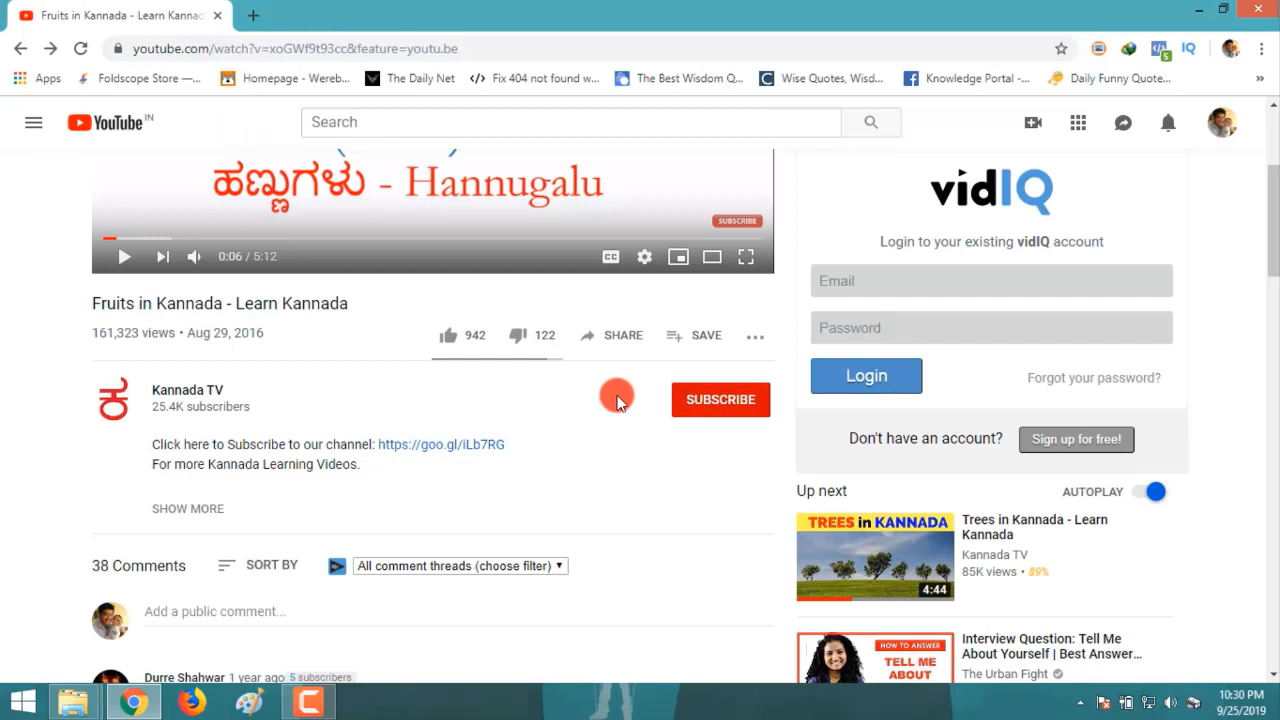 Fruits in Kannada - Learn Kannad
youtube.com/watch?v=xoGWf9t93cc&feature=youtu.be
Apps Foldscope Store —... Homepage - Wereb... The Daily Net Fix 404 not found w... The Best Wisdom Q... Wise Quotes, Wisd... Knowledge Portal -... Daily Funny Quote... »
YouTube IN
Search
ಹಣ್ಣುಗಳು - Hannugalu
SUBSCRIBE
0:06 / 5:12
CC
Fruits in Kannada - Learn Kannada
161,323 views • Aug 29, 2016
942 122 SHARE SAVE ...
ಕ
Kannada TV
25.4K subscribers
SUBSCRIBE
Click here to Subscribe to our channel: https://goo.gl/iLb7RG
For more Kannada Learning Videos.
SHOW MORE
38 Comments SORT BY All comment threads (choose filter)
Add a public comment...
Durre Shahwar 1 year ago 5 subscribers
vidIQ
Login to your existing vidIQ account
Email
Password
Login Forgot your password?
Don't have an account? Sign up for free!
Up next AUTOPLAY
TREES in KANNADA
4:44
Trees in Kannada - Learn
Kannada
Kannada TV
85K views • 89%
HOW TO ANSWER
TELL ME
ABOUT
Interview Question: Tell Me
About Yourself | Best Answer...
The Urban Fight
10:30 PM
9/25/2019